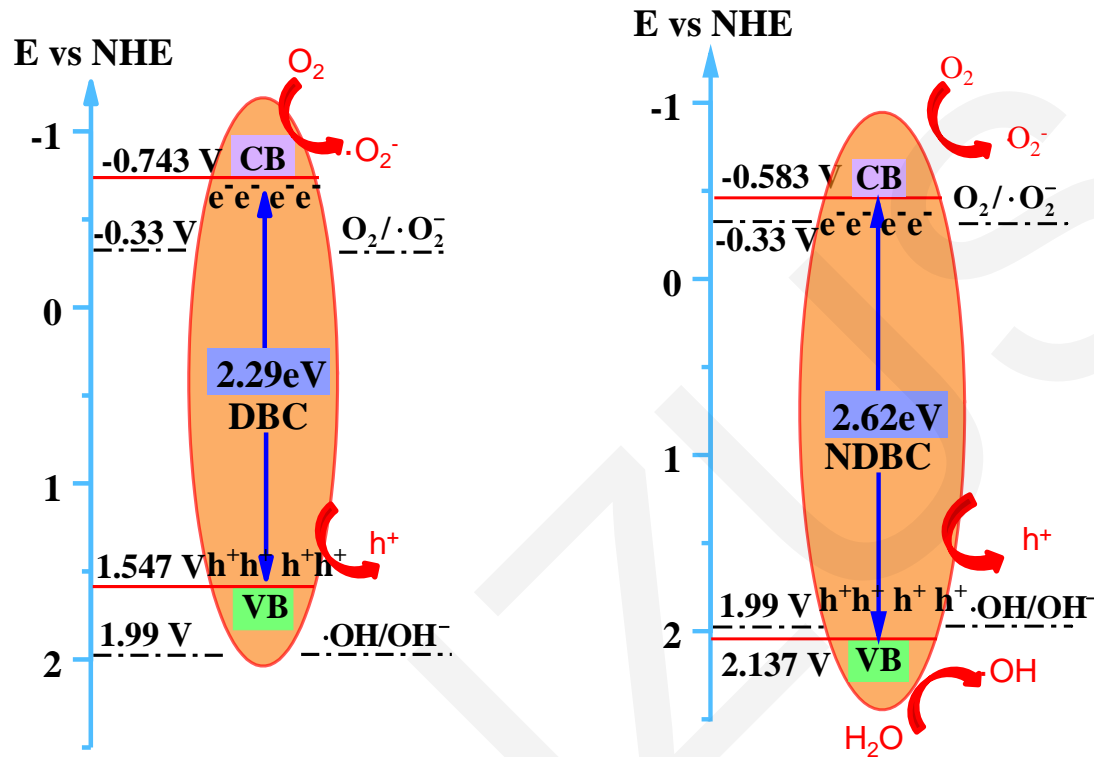 E vs NHE
O₂
-1
··O₂⁻
-0.743 V
CB
e⁻e⁻ e⁻e⁻
-0.33 V
O₂/·O₂⁻
0
2.29eV
DBC
1
h⁺
1.547 V
h⁺h⁺ h⁺h⁺
VB
1.99 V
·OH/OH⁻
2
E vs NHE
O₂
-1
·O₂⁻
-0.583 V
CB
O₂/·O₂⁻
e⁻e⁻ e⁻e⁻
-0.33 V
0
2.62eV
NDBC
1
h⁺
1.99 V
h⁺h⁺ h⁺ h⁺
·OH/OH⁻
2
VB
2.137 V
·OH
H₂O